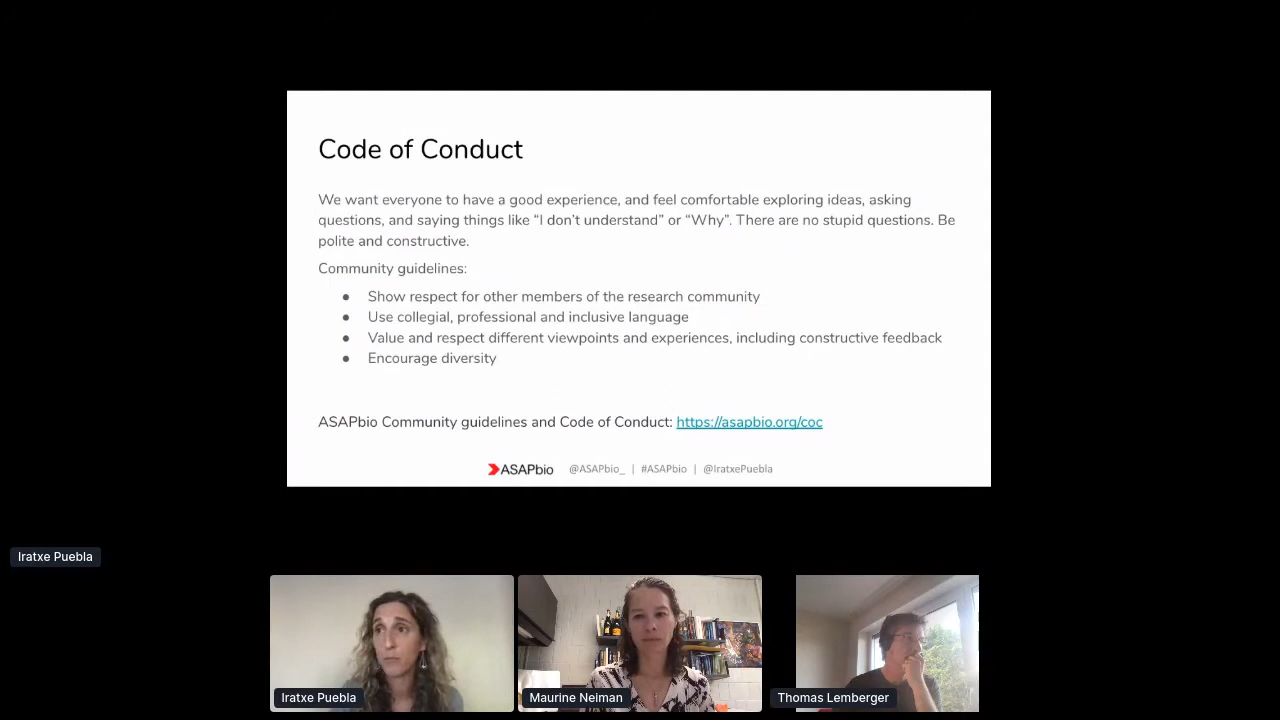 Code of Conduct
We want everyone to have a good experience, and feel comfortable exploring ideas, asking
questions, and saying things like “I don’t understand” or “Why”. There are no stupid questions. Be
polite and constructive.
Community guidelines:
● Show respect for other members of the research community
● Use collegial, professional and inclusive language
● Value and respect different viewpoints and experiences, including constructive feedback
● Encourage diversity
ASAPbio Community guidelines and Code of Conduct: https://asapbio.org/coc
ASAPbio @ASAPbio_ | #ASAPbio | @IratxePuebla
Iratxe Puebla
Iratxe Puebla
Maurine Neiman
Thomas Lemberger